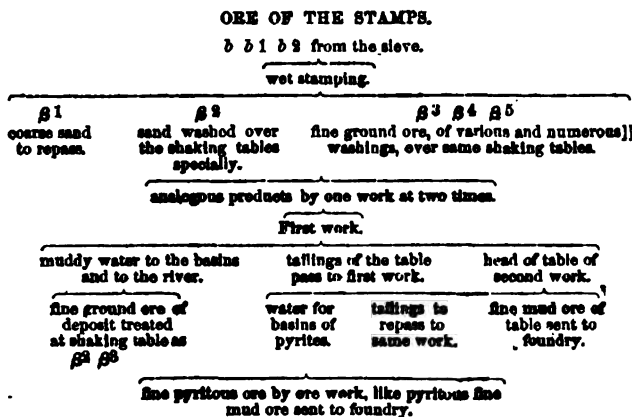 ORE OF THE STAMPS.
b b 1 b 2 from the sieve.
wet stamping.
β1
coarse sand
to repass.
β2
sand washed over
the shaking tables
specially.
β3 β4 β5
fine ground ore, of various and numerous]]
washings, over same shaking tables.
analogous products by one work at two times.
First work.
muddy water to the basins
and to the river.
tailings of the table
pass to first work.
head of table of
second work.
fine ground ore of
deposit treated
at shaking table as
β2 β3
water for
basins of
pyrites.
tailings to
repass to
same work.
fine mud ore of
table sent to
foundry.
fine pyritous ore by ore work, like pyritous fine
mud ore sent to foundry.